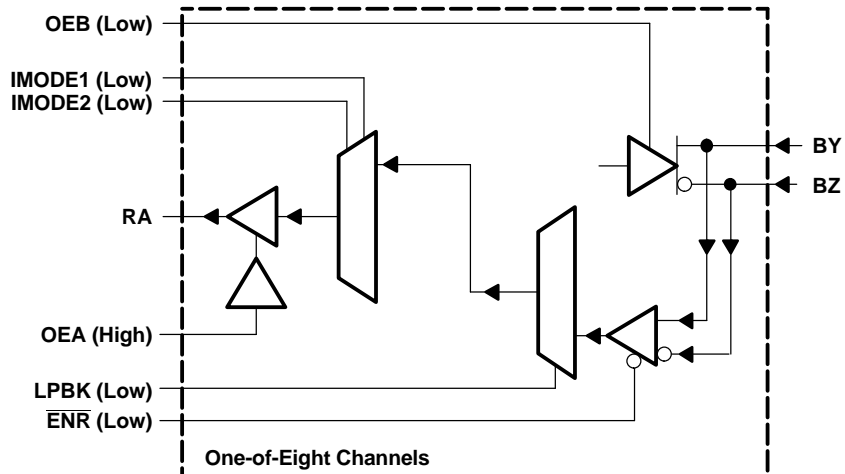 OEB (Low)
IMODE1 (Low)
IMODE2 (Low)
BY
BZ
RA
OEA (High)
LPBK (Low)
ENR (Low)
One-of-Eight Channels